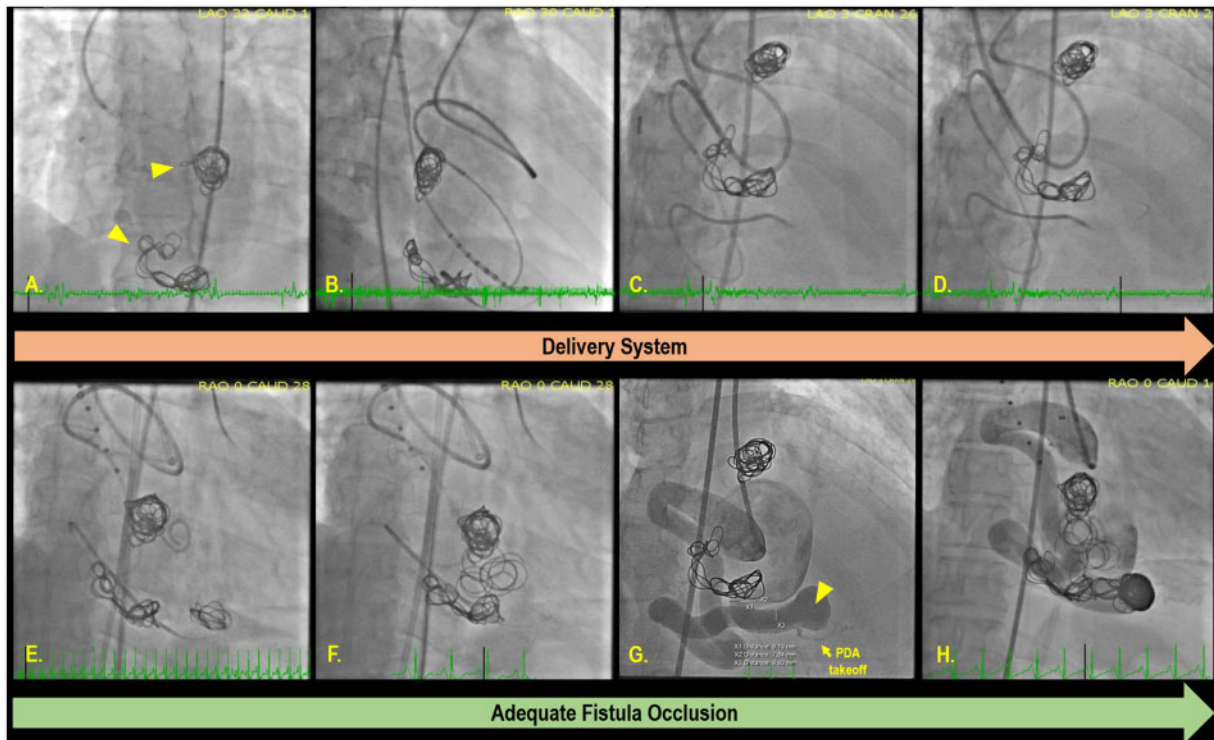 LAO 32 CAUD 1
RAO 30 CAUD 1
LAO 3 CRAN 26
LAO 3 CRAN 2
A.
B.
C.
D.
Delivery System
RAO 0 CAUD 28
RAO 0 CAUD 28
RAO 0 CAUD 1
X1
X2
X3
E.
F.
G.
PDA
takeoff
H.
Adequate Fistula Occlusion